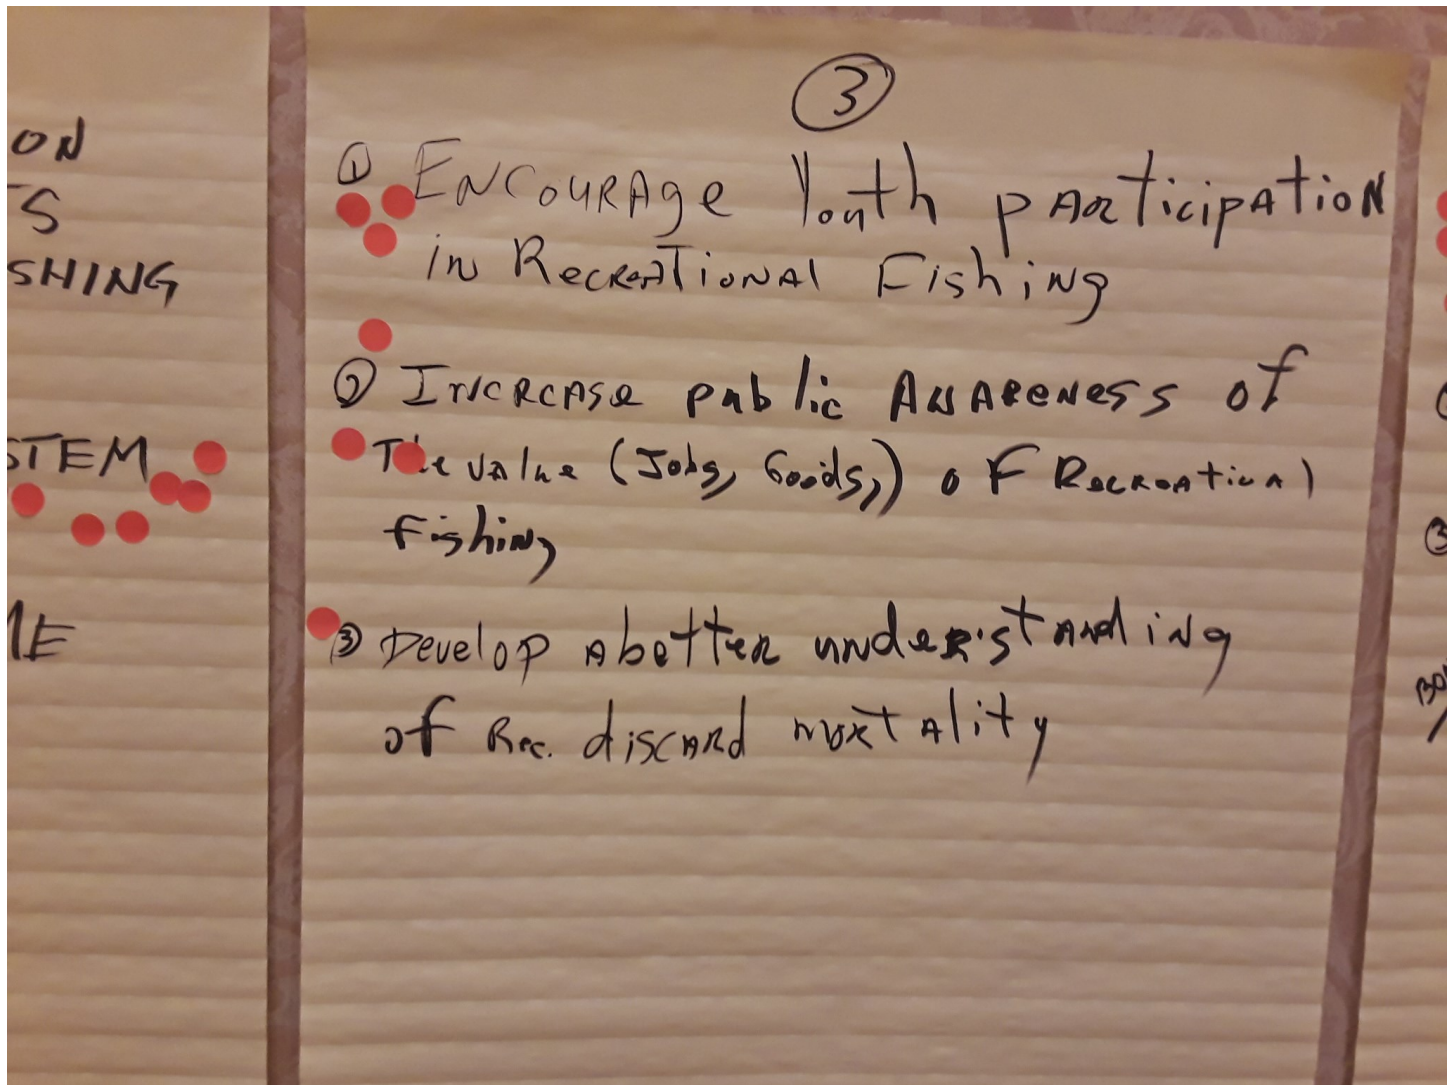 ON
TS
SHING
STEM
ME
③
① ENCOURAGE Youth PARticipAtioN
in RecreATioNAl Fishing
② INCREASE public AWARENESS of
The value (Jobs, Goods,) of RecreAtional
fishing
③ Develop A better understanding
of Rec. discard mortality
③